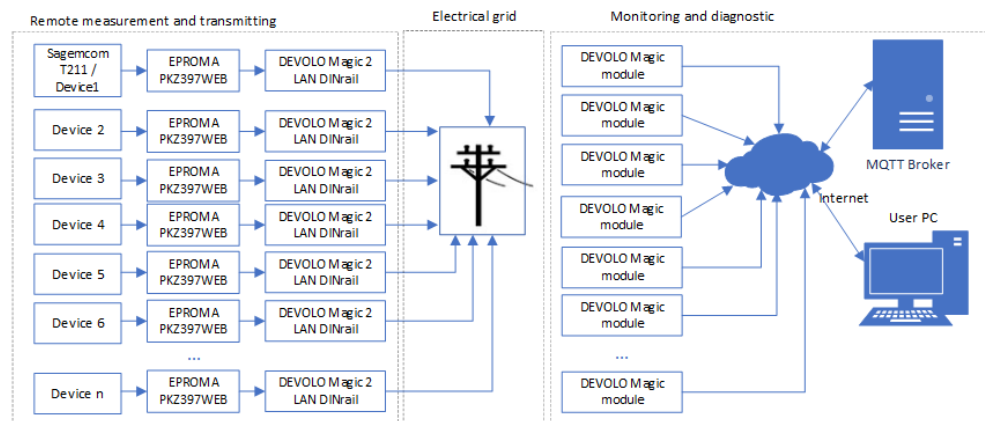 Remote measurement and transmitting
Electrical grid
Monitoring and diagnostic
Sagemcom
T211 /
Device1
EPROMA
PKZ397WEB
DEVOLO Magic 2
LAN DINrail
Device 2
EPROMA
PKZ397WEB
DEVOLO Magic 2
LAN DINrail
Device 3
EPROMA
PKZ397WEB
DEVOLO Magic 2
LAN DINrail
Device 4
EPROMA
PKZ397WEB
DEVOLO Magic 2
LAN DINrail
Device 5
EPROMA
PKZ397WEB
DEVOLO Magic 2
LAN DINrail
Device 6
EPROMA
PKZ397WEB
DEVOLO Magic 2
LAN DINrail
...
Device n
EPROMA
PKZ397WEB
DEVOLO Magic 2
LAN DINrail
DEVOLO Magic
module
DEVOLO Magic
module
DEVOLO Magic
module
DEVOLO Magic
module
DEVOLO Magic
module
DEVOLO Magic
module
...
DEVOLO Magic
module
Internet
MQTT Broker
User PC